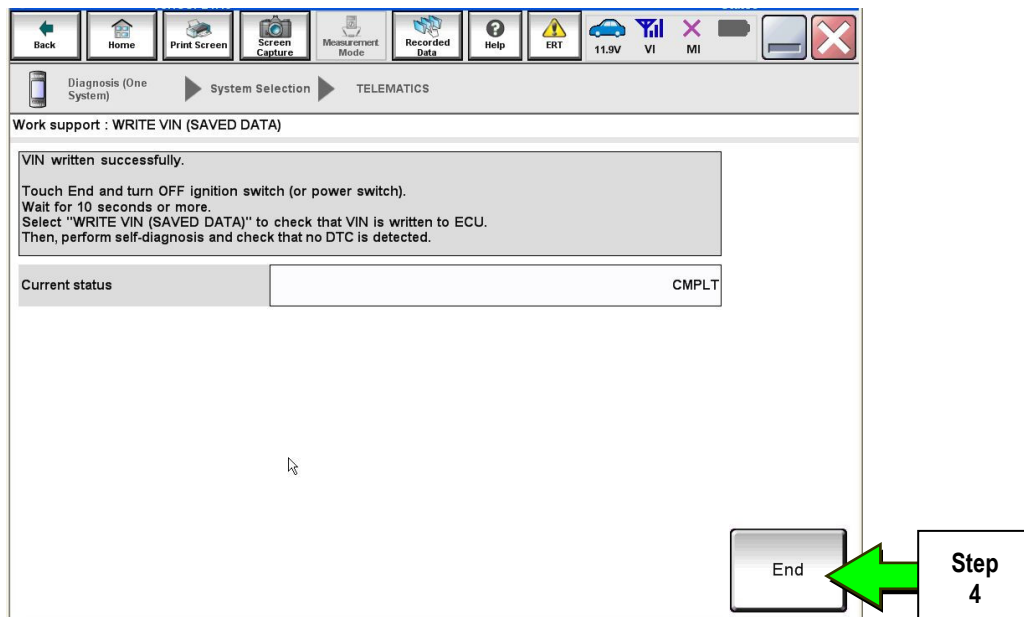 Back
Home
Print Screen
Screen
Capture
Measurement
Mode
Recorded
Data
Help
ERT
11.9V
VI
MI
Diagnosis (One
System)
System Selection
TELEMATICS
Work support : WRITE VIN (SAVED DATA)
VIN written successfully.
Touch End and turn OFF ignition switch (or power switch).
Wait for 10 seconds or more.
Select "WRITE VIN (SAVED DATA)" to check that VIN is written to ECU.
Then, perform self-diagnosis and check that no DTC is detected.
Current status
CMPLT
End
Step
4